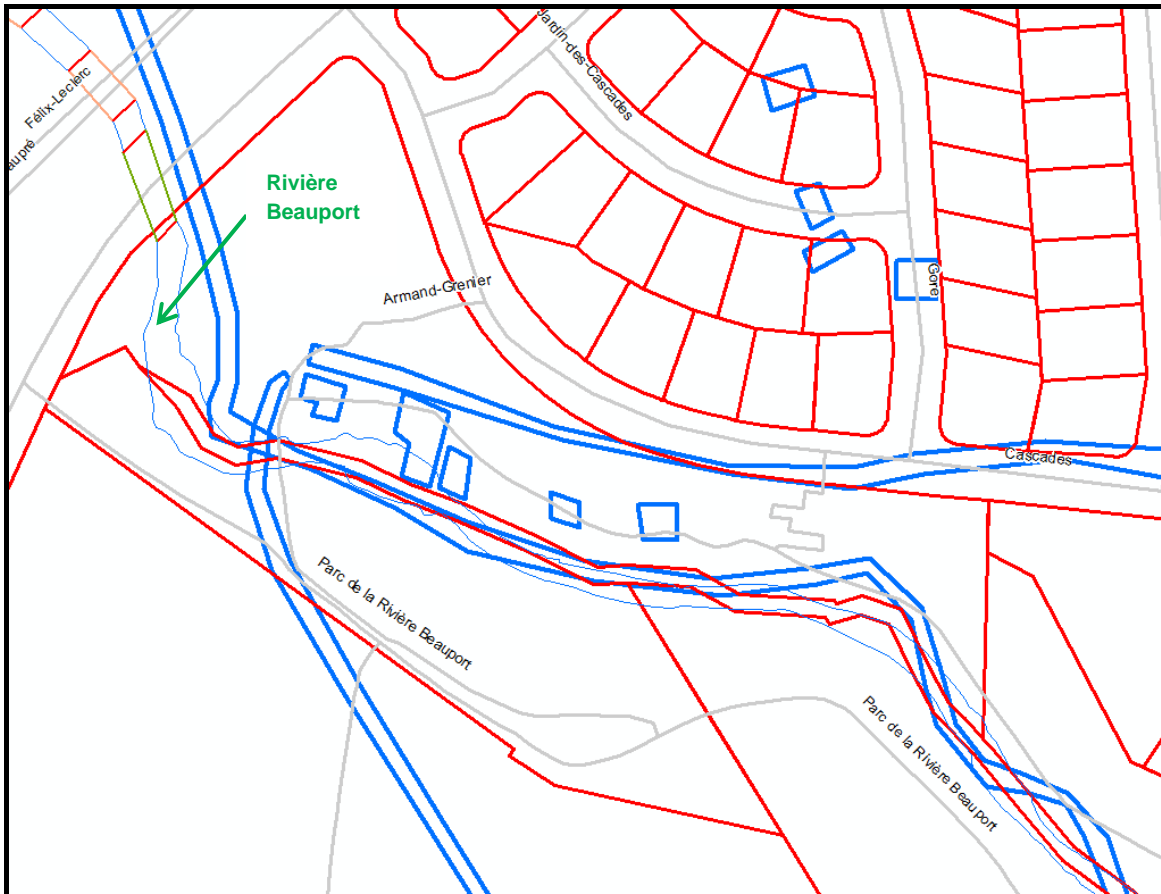 Jardin-des-Cascades
Félix-Leclerc
aupré
Rivière
Beauport
Armand-Grenier
Gore
Cascades
Parc de la Rivière Beauport
Parc de la Rivière Beauport